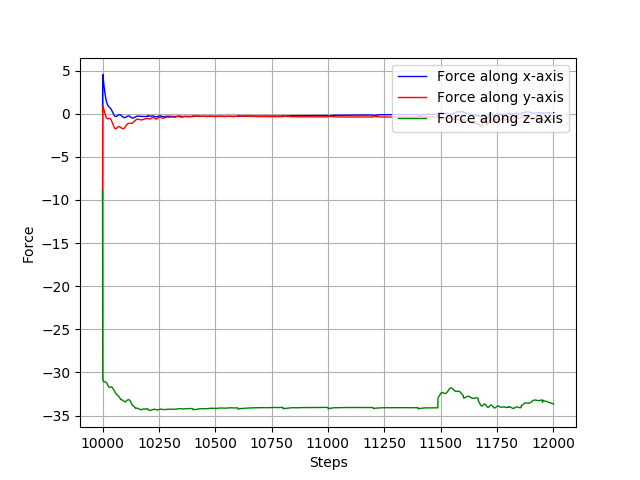 Force along x-axis
Force along y-axis
Force along z-axis
5
0
−5
−10
−15
−20
−25
−30
−35
Force
10000 10250 10500 10750 11000 11250 11500 11750 12000
Steps